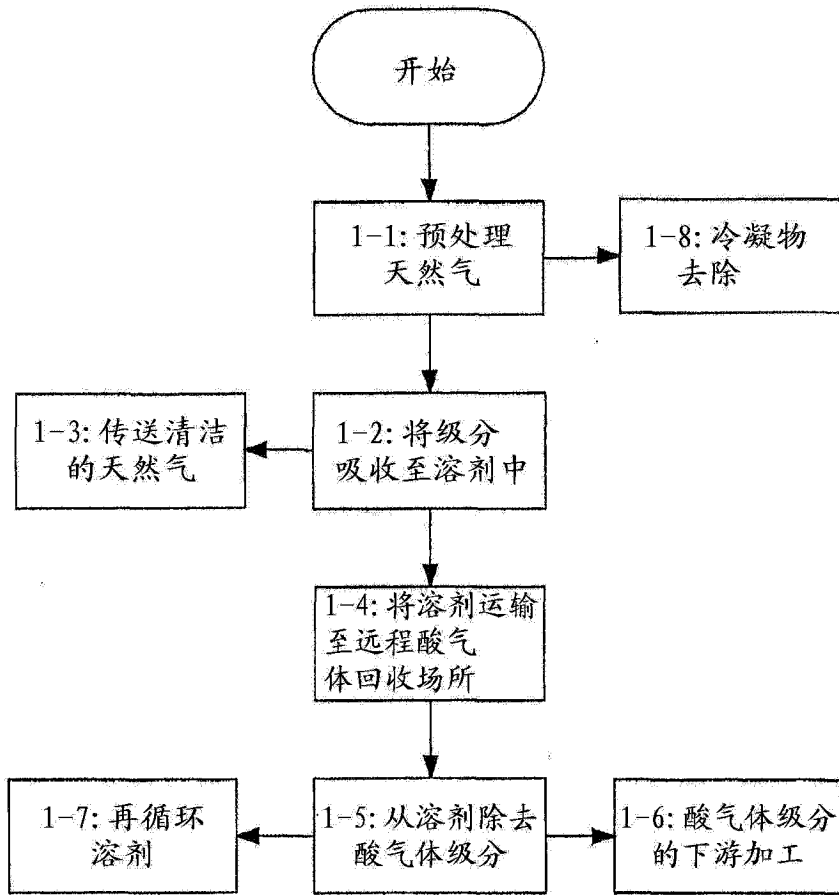 开始
1-1: 预处理
天然气
1-8: 冷凝物
去除
1-3: 传送清洁
的天然气
1-2: 将级分
吸收至溶剂中
1-4: 将溶剂运输
至远程酸气
体回收场所
1-7: 再循环
溶剂
1-5: 从溶剂除去
酸气体级分
1-6: 酸气体级分
的下游加工